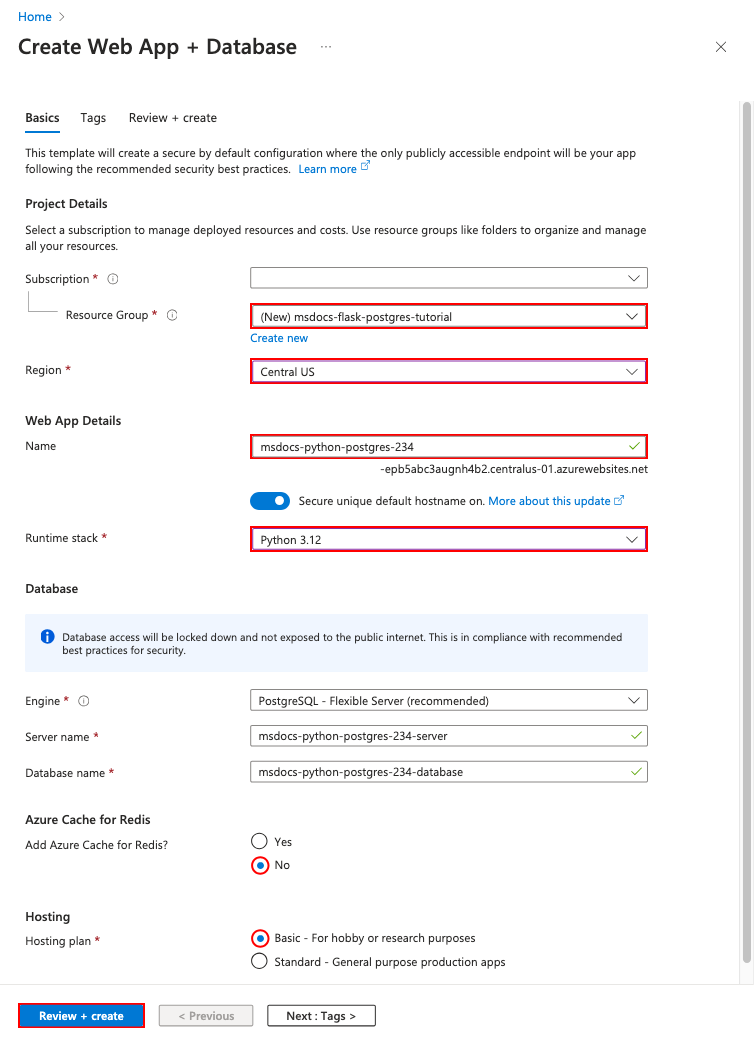 Home
Create Web App + Database ...
Basics Tags Review + create
This template will create a secure by default configuration where the only publicly accessible endpoint will be your app
following the recommended security best practices. Learn more
Project Details
Select a subscription to manage deployed resources and costs. Use resource groups like folders to organize and manage
all your resources.
Subscription *
Resource Group * (New) msdocs-flask-postgres-tutorial
Create new
Region * Central US
Web App Details
Name msdocs-python-postgres-234
-epb5abc3augnh4b2.centralus-01.azurewebsites.net
Secure unique default hostname on. More about this update
Runtime stack * Python 3.12
Database
Database access will be locked down and not exposed to the public internet. This is in compliance with recommended
best practices for security.
Engine * PostgreSQL - Flexible Server (recommended)
Server name * msdocs-python-postgres-234-server
Database name * msdocs-python-postgres-234-database
Azure Cache for Redis
Add Azure Cache for Redis? Yes
No
Hosting
Hosting plan * Basic - For hobby or research purposes
Standard - General purpose production apps
Review + create < Previous Next : Tags >